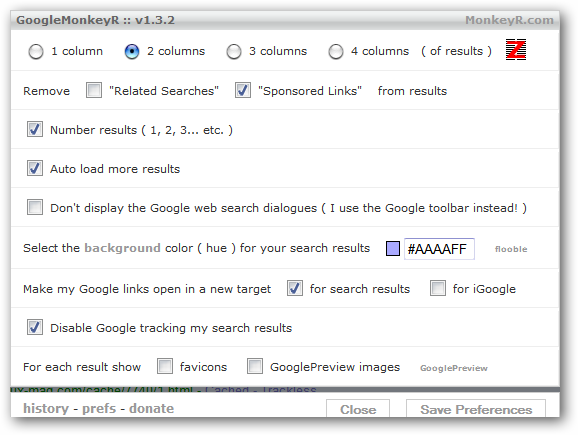 GoogleMonkeyR :: v1.3.2 MonkeyR.com
1 column 2 columns 3 columns 4 columns ( of results ) Z
Remove "Related Searches" "Sponsored Links" from results
Number results ( 1, 2, 3... etc. )
Auto load more results
Don't display the Google web search dialogues ( I use the Google toolbar instead! )
Select the background color ( hue ) for your search results #AAAAFF flooble
Make my Google links open in a new target for search results for iGoogle
Disable Google tracking my search results
For each result show favicons GooglePreview images GooglePreview
ux-mag.com/cache/7740/1.html - Cached - Trackless
history - prefs - donate Close Save Preferences